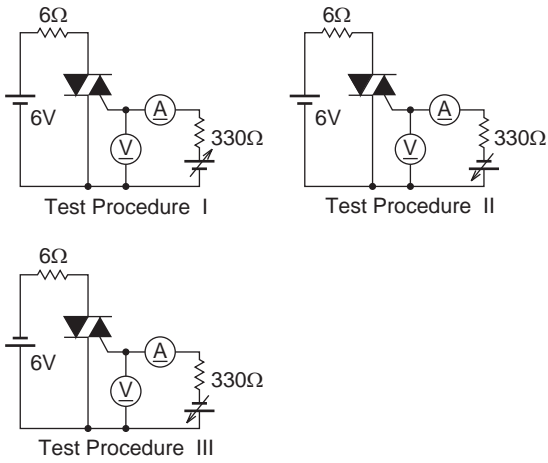 6Ω
6V
A
V
330Ω
Test Procedure I
6Ω
6V
A
V
330Ω
Test Procedure II
6Ω
6V
A
V
330Ω
Test Procedure III